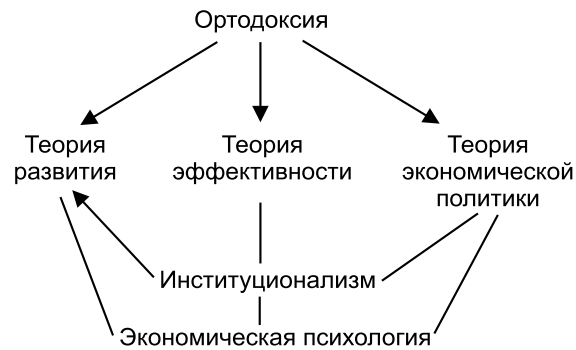 Ортодоксия
Теория
развития
Теория
эффективности
Теория
экономической
политики
Институционализм
Экономическая психология